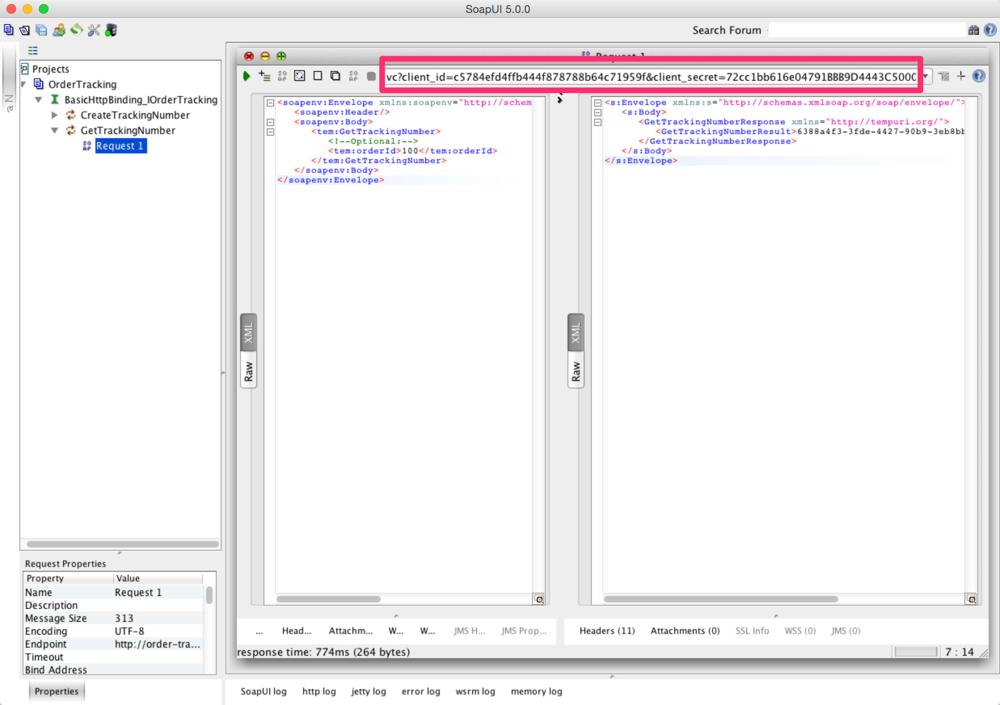 SoapUI 5.0.0
Search Forum
Projects
OrderTracking
BasicHttpBinding_IOrderTracking
CreateTrackingNumber
GetTrackingNumber
Request 1
vc?client_id=c5784efd4ffb444f878788b64c71959f&client_secret=72cc1bb616e04791BBB9D4443C5000
<soapenv:Envelope xmlns:soapenv="http://schem
<soapenv:Header/>
<soapenv:Body>
<tem:GetTrackingNumber>
<!--Optional:-->
<tem:orderId>100</tem:orderId>
</tem:GetTrackingNumber>
</soapenv:Body>
</soapenv:Envelope>
<s:Envelope xmlns:s="http://schemas.xmlsoap.org/soap/envelope/">
<s:Body>
<GetTrackingNumberResponse xmlns="http://tempuri.org/">
<GetTrackingNumberResult>6388a4f3-3fde-4427-90b9-3eb8bb
</GetTrackingNumberResponse>
</s:Body>
</s:Envelope>
XML
Raw
XML
Raw
Request Properties
Property Value
Name Request 1
Description
Message Size 313
Encoding UTF-8
Endpoint http://order-tra...
Timeout
Bind Address
Properties
... Head... Attachm... W... W... JMS H... JMS Prop...
Headers (11) Attachments (0) SSL Info WSS (0) JMS (0)
response time: 774ms (264 bytes)
7 : 14
SoapUI log http log jetty log error log wsrm log memory log